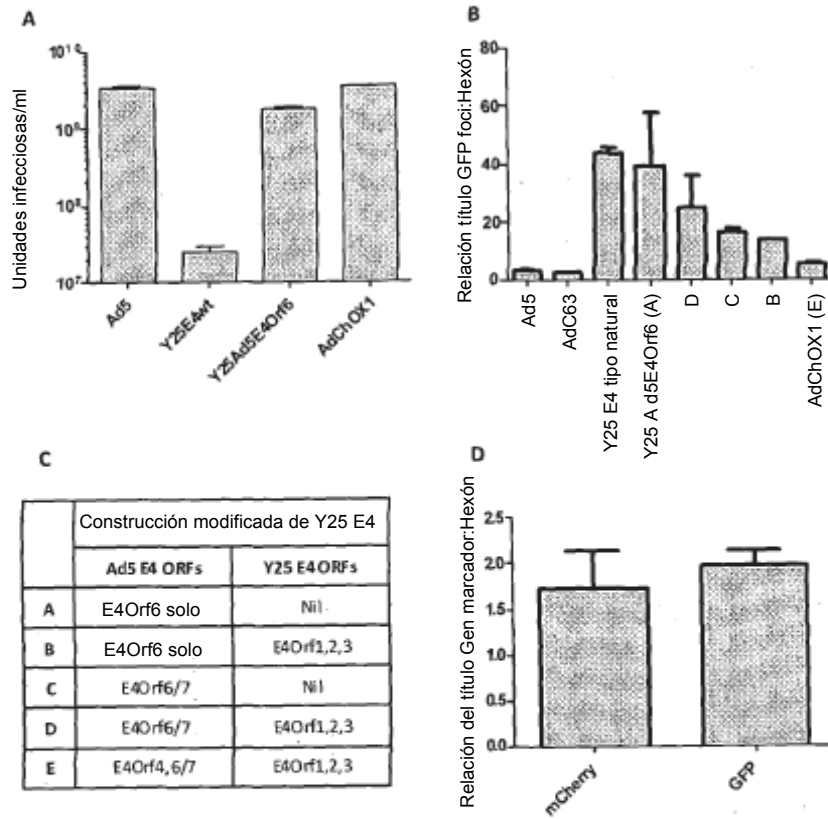 A
Unidades infecciosas/ml
10¹⁰
10⁹
10⁸
10⁷
Ad5
Y25E4wt
Y25Ad5E4Orf6
AdChOX1
B
Relación título GFP foci:Hexón
80
60
40
20
0
Ad5
AdC63
Y25 E4 tipo natural
Y25 A d5E4Orf6 (A)
D
C
B
AdChOX1 (E)
C
Construcción modificada de Y25 E4
Ad5 E4 ORFs Y25 E4ORFs
A E4Orf6 solo Nil
B E4Orf6 solo E4Orf1,2,3
C E4Orf6/7 Nil
D E4Orf6/7 E4Orf1,2,3
E E4Orf4,6/7 E4Orf1,2,3
D
Relación del título Gen marcador:Hexón
2.5
2.0
1.5
1.0
0.5
0.0
mCherry
GFP